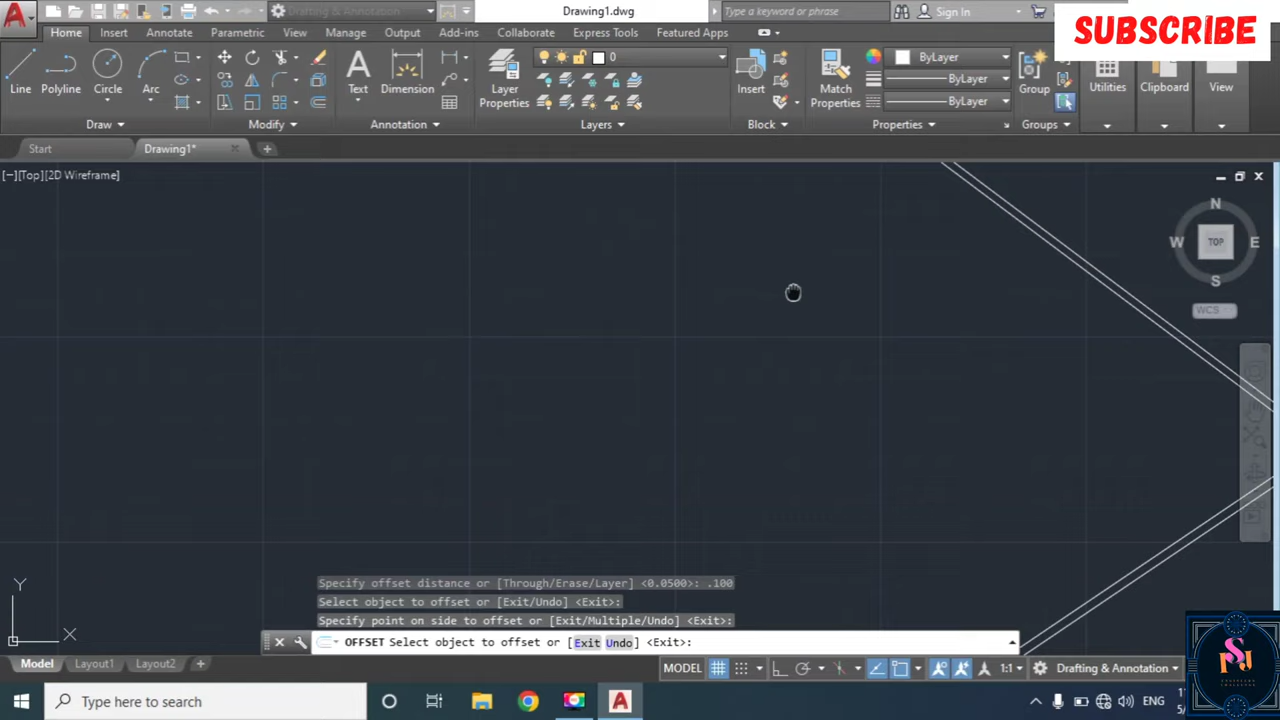 Drafting & Annotation
Drawing1.dwg
Type a keyword or phrase
Sign In
SUBSCRIBE
Home Insert Annotate Parametric View Manage Output Add-ins Collaborate Express Tools Featured Apps
Line Polyline Circle Arc Text Dimension Layer Properties 0 Insert Match Properties ByLayer ByLayer ByLayer Group Utilities Clipboard View
Draw Modify Annotation Layers Block Properties Groups
Start Drawing1*
[−][Top][2D Wireframe]
N
W TOP E
S
WCS
Y
X
Specify offset distance or [Through/Erase/Layer] <0.0500>: .100
Select object to offset or [Exit/Undo] <Exit>:
Specify point on side to offset or [Exit/Multiple/Undo] <Exit>:
OFFSET Select object to offset or [Exit Undo] <Exit>:
Model Layout1 Layout2
MODEL 1:1 Drafting & Annotation
Type here to search
ENG